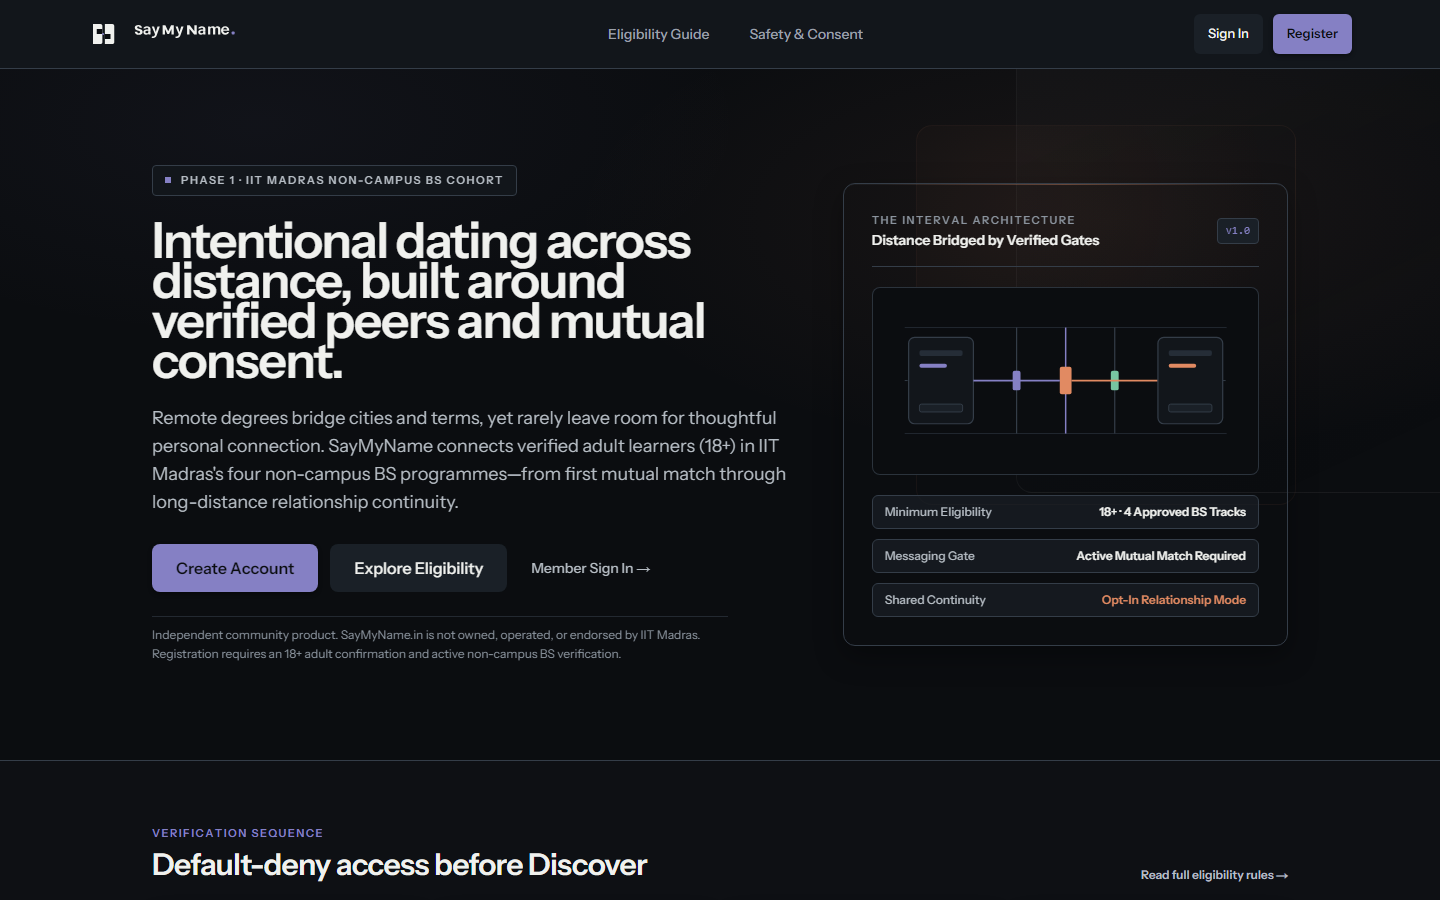 Say My Name.
Eligibility Guide
Safety & Consent
Sign In
Register
PHASE 1 · IIT MADRAS NON-CAMPUS BS COHORT
Intentional dating across
distance, built around
verified peers and mutual
consent.
Remote degrees bridge cities and terms, yet rarely leave room for thoughtful
personal connection. SayMyName connects verified adult learners (18+) in IIT
Madras's four non-campus BS programmes—from first mutual match through
long-distance relationship continuity.
Create Account
Explore Eligibility
Member Sign In →
Independent community product. SayMyName.in is not owned, operated, or endorsed by IIT Madras.
Registration requires an 18+ adult confirmation and active non-campus BS verification.
THE INTERVAL ARCHITECTURE
Distance Bridged by Verified Gates
v1.0
Minimum Eligibility
18+ · 4 Approved BS Tracks
Messaging Gate
Active Mutual Match Required
Shared Continuity
Opt-In Relationship Mode
VERIFICATION SEQUENCE
Default-deny access before Discover
Read full eligibility rules →